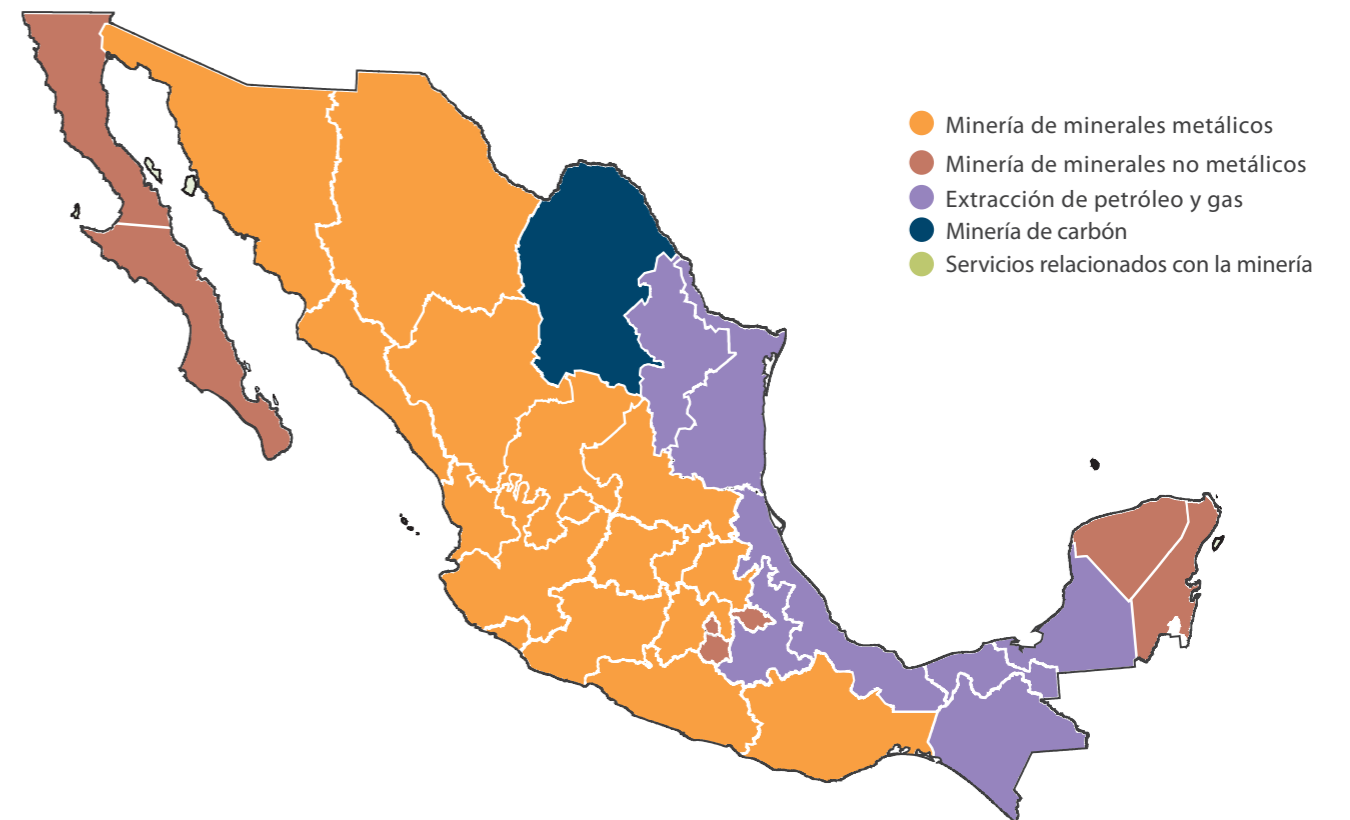 Minería de minerales metálicos
Minería de minerales no metálicos
Extracción de petróleo y gas
Minería de carbón
Servicios relacionados con la minería